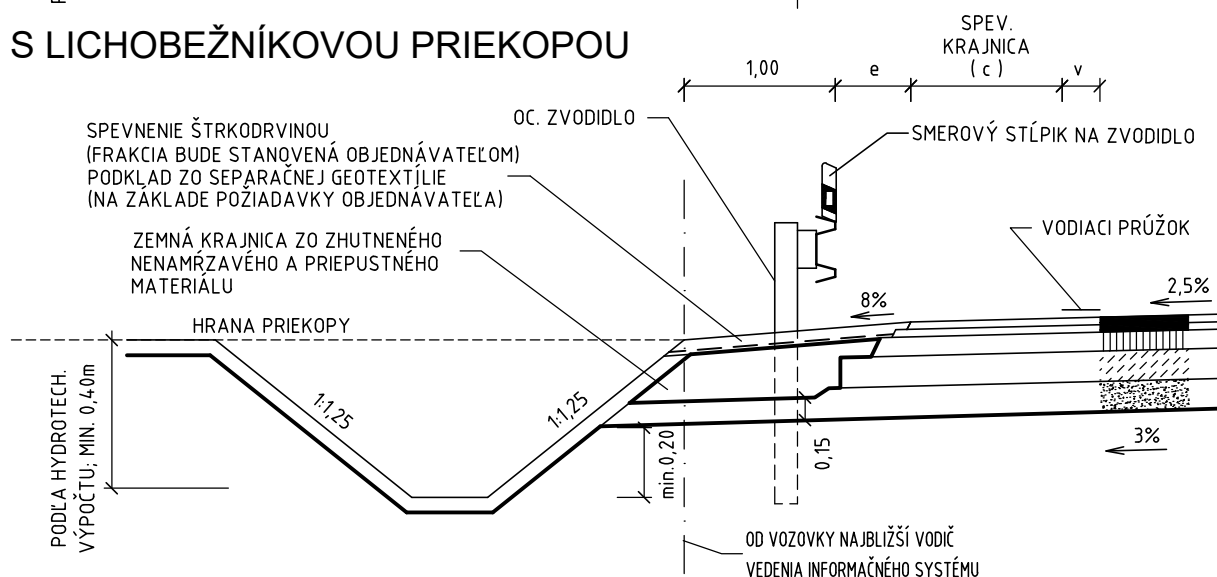 S LICHOBEŽNÍKOVOU PRIEKOPOU
SPEV.
KRAJNICA
( c )
1,00
e
v
OC. ZVODIDLO
SMEROVÝ STĹPIK NA ZVODIDLO
SPEVNENIE ŠTRKODRVINOU
(FRAKCIA BUDE STANOVENÁ OBJEDNÁVATEĽOM)
PODKLAD ZO SEPARAČNEJ GEOTEXTÍLIE
(NA ZÁKLADE POŽIADAVKY OBJEDNÁVATEĽA)
ZEMNÁ KRAJNICA ZO ZHUTNENÉHO
NENAMŔZAVÉHO A PRIEPUSTNÉHO
MATERIÁLU
VODIACI PRÚŽOK
8%
2,5%
HRANA PRIEKOPY
1:1,25
1:1,25
PODĽA HYDROTECH.
VÝPOČTU; MIN. 0,40m
min.0,20
0,15
3%
OD VOZOVKY NAJBLIŽŠÍ VODIČ
VEDENIA INFORMAČNÉHO SYSTÉMU